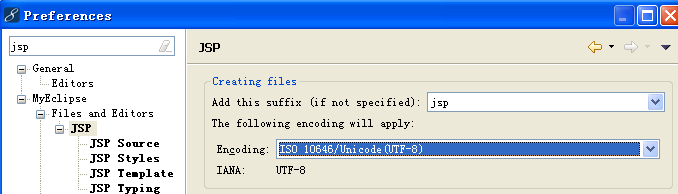 Preferences
jsp
General
Editors
MyEclipse
Files and Editors
JSP
JSP Source
JSP Styles
JSP Template
JSP Typing
JSP
Creating files
Add this suffix (if not specified): jsp
The following encoding will apply:
Encoding: ISO 10646/Unicode(UTF-8)
IANA: UTF-8